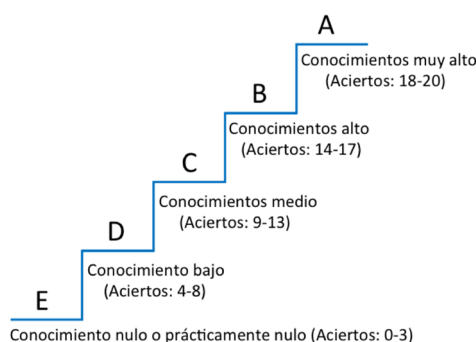 A
Conocimientos muy alto
(Aciertos: 18-20)
B
Conocimientos alto
(Aciertos: 14-17)
C
Conocimientos medio
(Aciertos: 9-13)
D
Conocimiento bajo
(Aciertos: 4-8)
E
Conocimiento nulo o prácticamente nulo (Aciertos: 0-3)